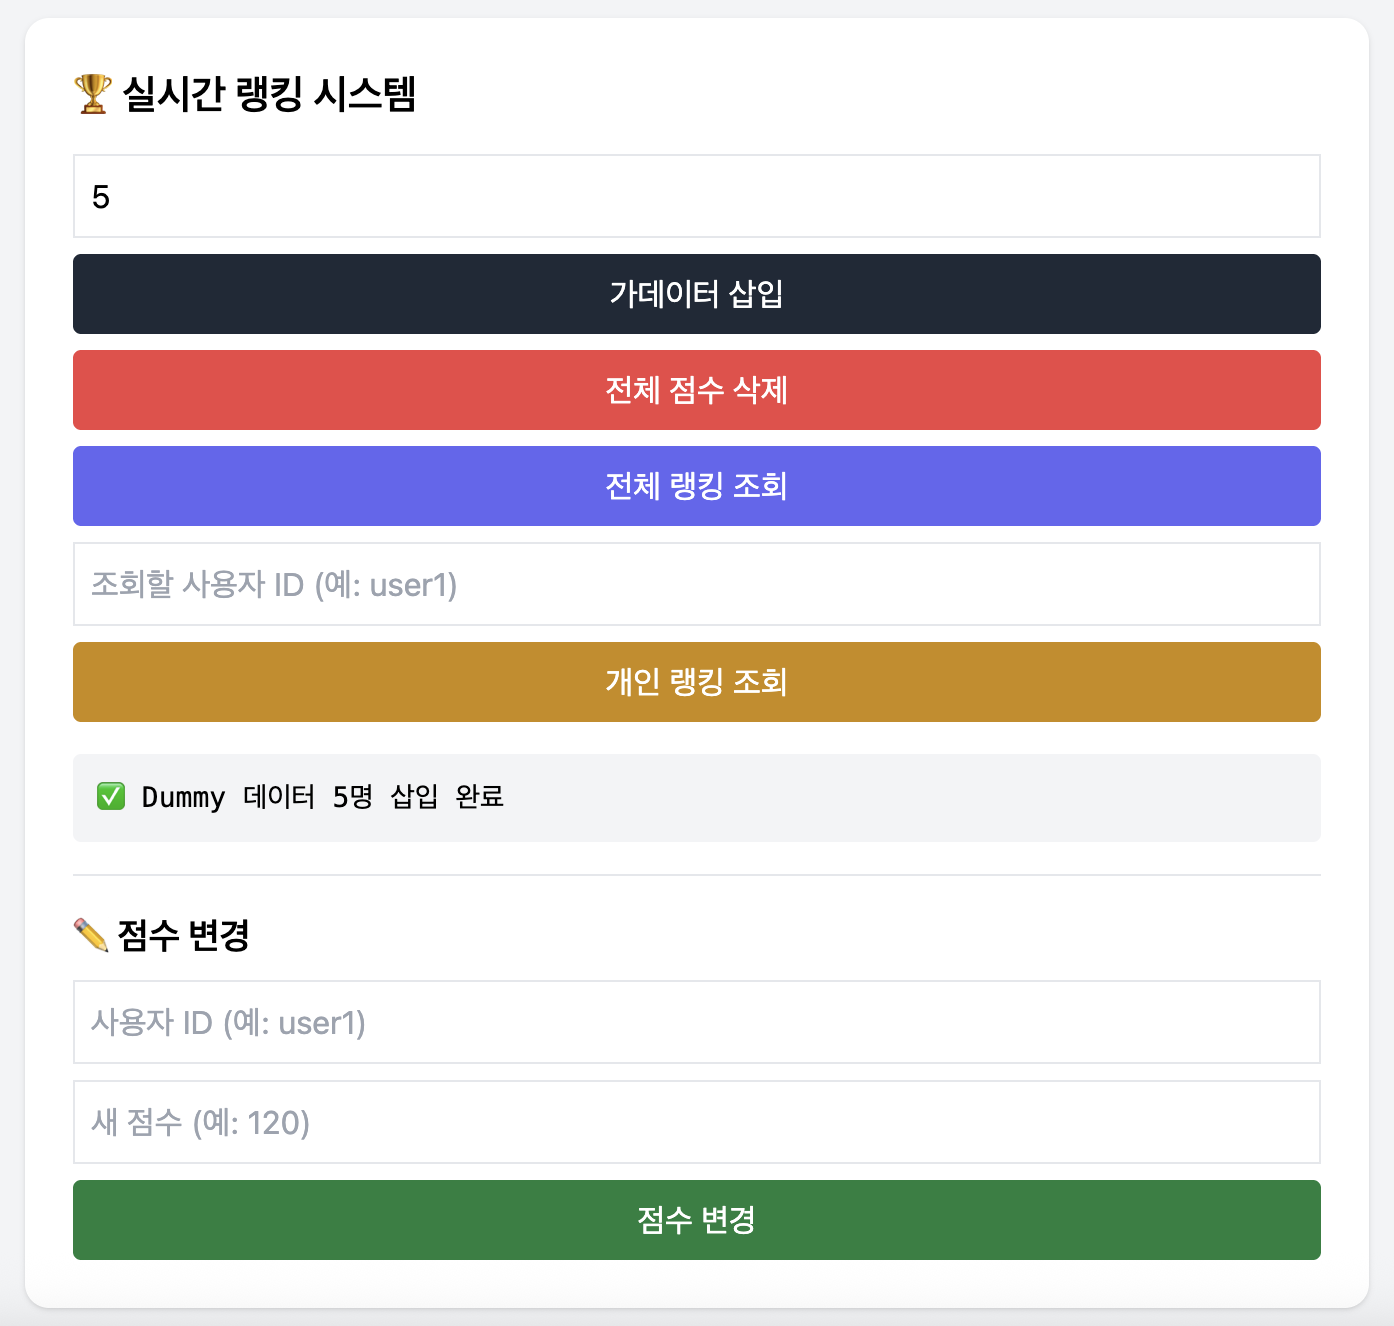 🏆 실시간 랭킹 시스템
5
가데이터 삽입
전체 점수 삭제
전체 랭킹 조회
조회할 사용자 ID (예: user1)
개인 랭킹 조회
✅ Dummy 데이터 5명 삽입 완료
✏️ 점수 변경
사용자 ID (예: user1)
새 점수 (예: 120)
점수 변경